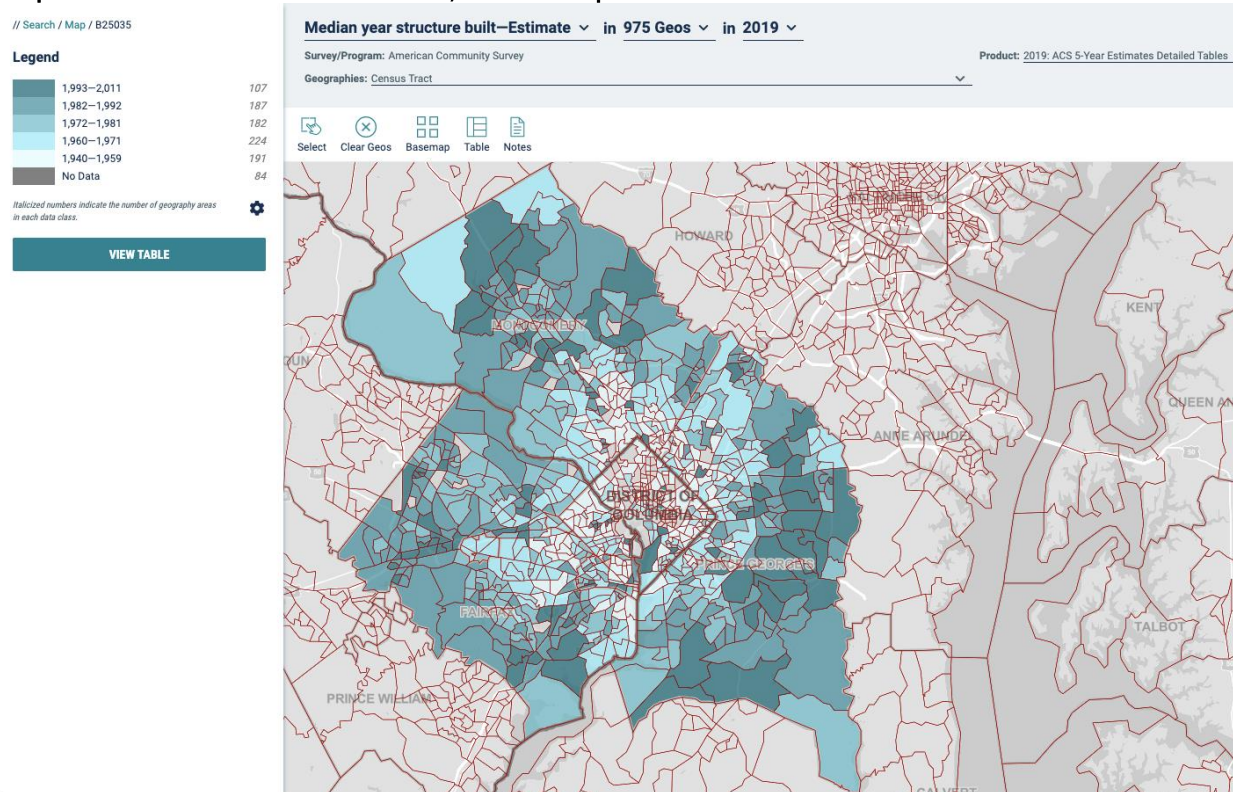 // Search / Map / B25035
Legend
1,993—2,011 107
1,982—1,992 187
1,972—1,981 182
1,960—1,971 224
1,940—1,959 191
No Data 84
Italicized numbers indicate the number of geography areas
in each data class.
VIEW TABLE
Median year structure built—Estimate in 975 Geos in 2019
Survey/Program: American Community Survey
Product: 2019: ACS 5-Year Estimates Detailed Tables
Geographies: Census Tract
Select
Clear Geos
Basemap
Table
Notes
HOWARD
KENT
MONTGOMERY
QUEEN AN
ANNE ARUNDEL
DISTRICT OF
COLUMBIA
PRINCE GEORGE'S
FAIRFAX
TALBOT
PRINCE WILLIAM
CALVERT